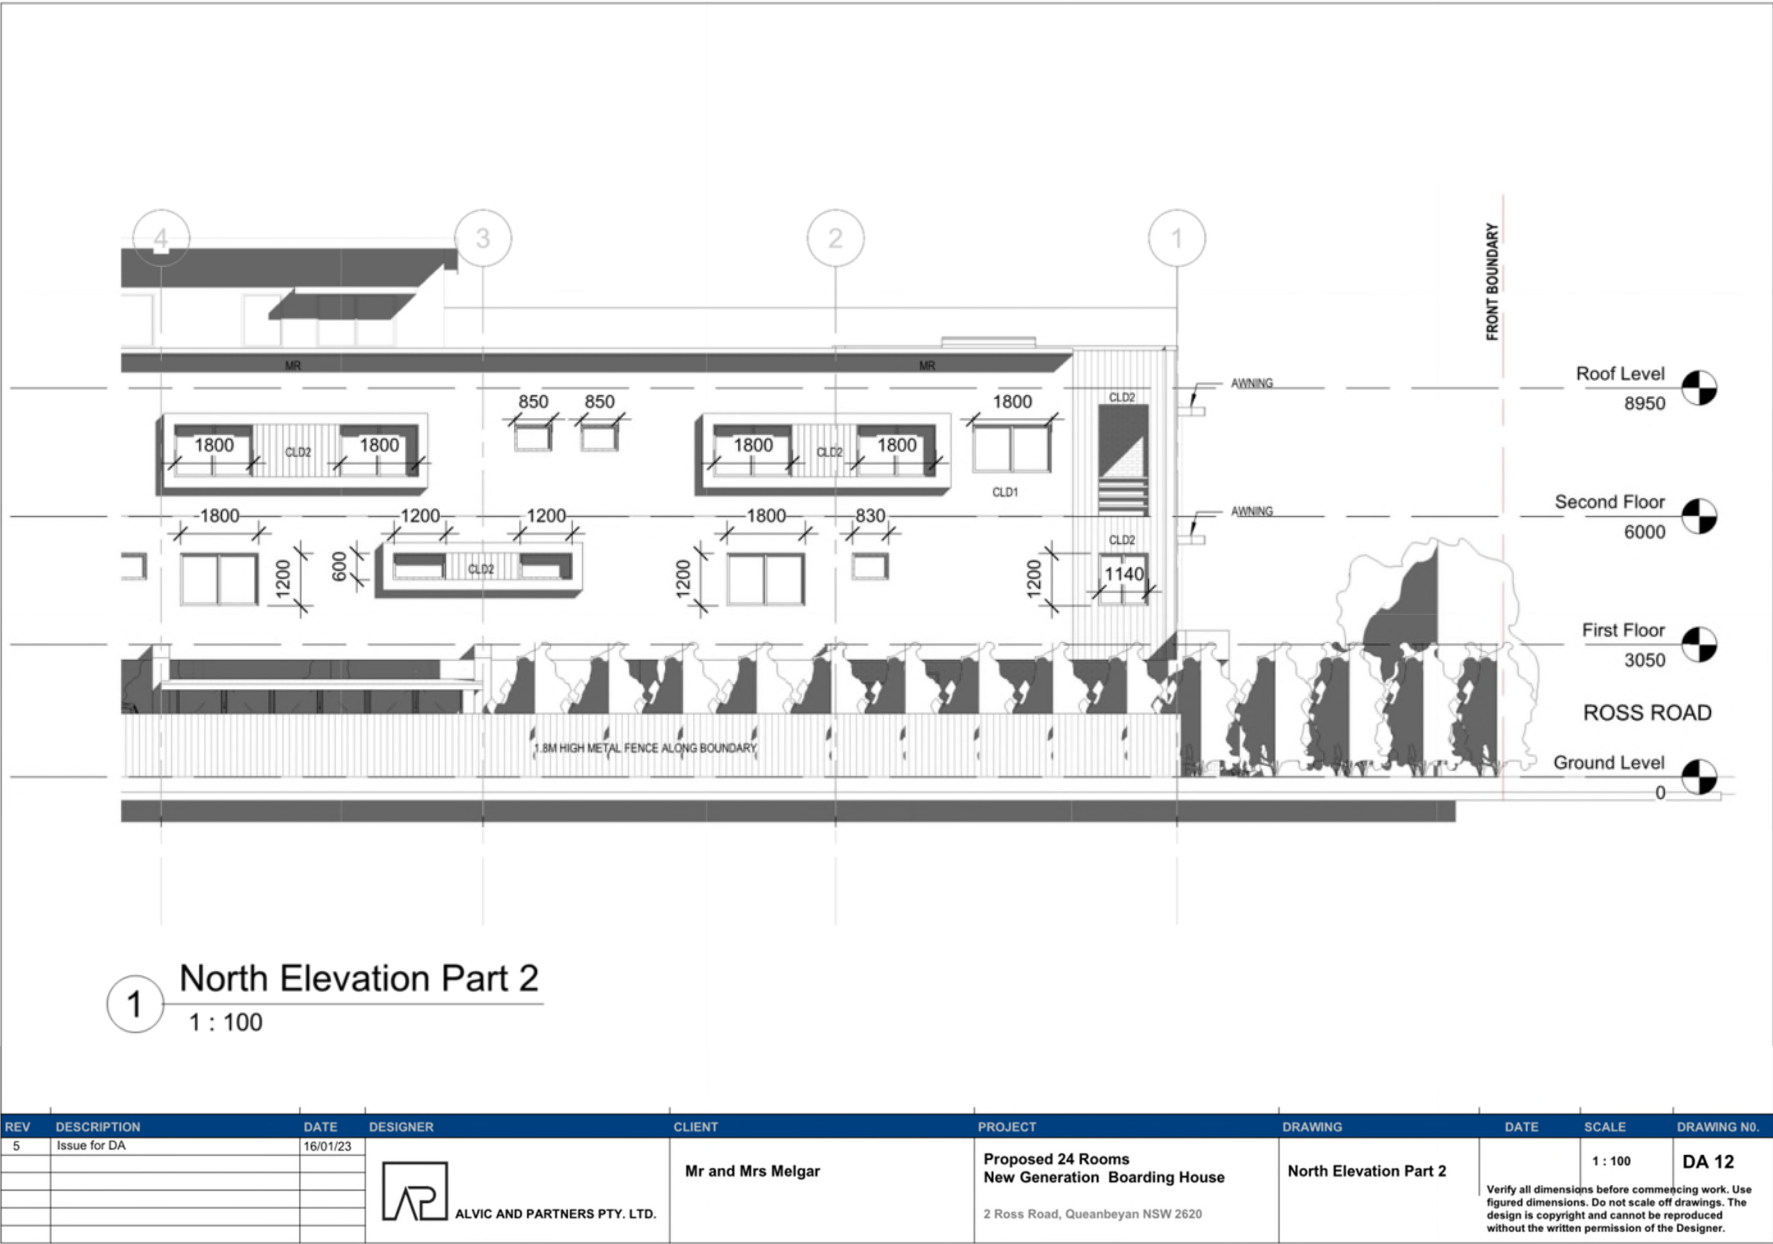 4
3
2
1
FRONT BOUNDARY
MR
MR
Roof Level
8950
AWNING
850
850
1800
CLD2
1800
CLD2
1800
1800
CLD2
1800
CLD1
Second Floor
6000
AWNING
1800
1200
1200
1800
830
CLD2
1200
600
CLD2
1200
1200
1140
First Floor
3050
ROSS ROAD
1.8M HIGH METAL FENCE ALONG BOUNDARY
Ground Level
0
1
North Elevation Part 2
1 : 100
REV DESCRIPTION DATE DESIGNER CLIENT PROJECT DRAWING DATE SCALE DRAWING N0.
5 Issue for DA 16/01/23
AP
ALVIC AND PARTNERS PTY. LTD.
Mr and Mrs Melgar
Proposed 24 Rooms
New Generation Boarding House
2 Ross Road, Queanbeyan NSW 2620
North Elevation Part 2
1 : 100
DA 12
Verify all dimensions before commencing work. Use
figured dimensions. Do not scale off drawings. The
design is copyright and cannot be reproduced
without the written permission of the Designer.